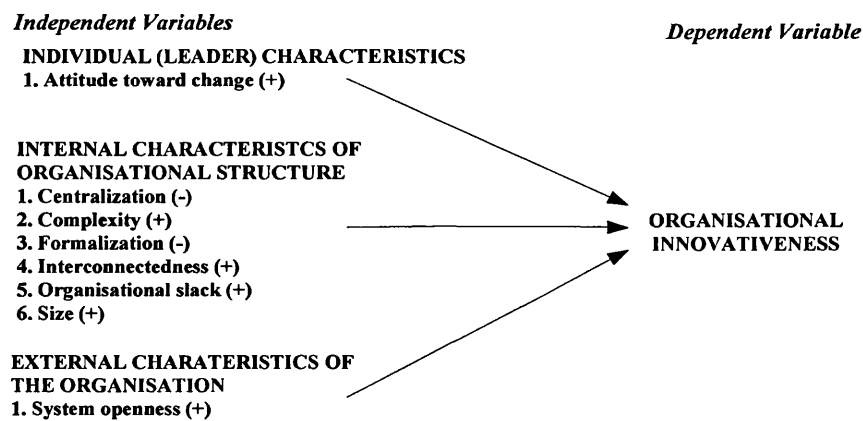 Independent Variables
Dependent Variable
INDIVIDUAL (LEADER) CHARACTERISTICS
1. Attitude toward change (+)
INTERNAL CHARACTERISTCS OF
ORGANISATIONAL STRUCTURE
1. Centralization (-)
2. Complexity (+)
3. Formalization (-)
4. Interconnectedness (+)
5. Organisational slack (+)
6. Size (+)
ORGANISATIONAL
INNOVATIVENESS
EXTERNAL CHARATERISTICS OF
THE ORGANISATION
1. System openness (+)